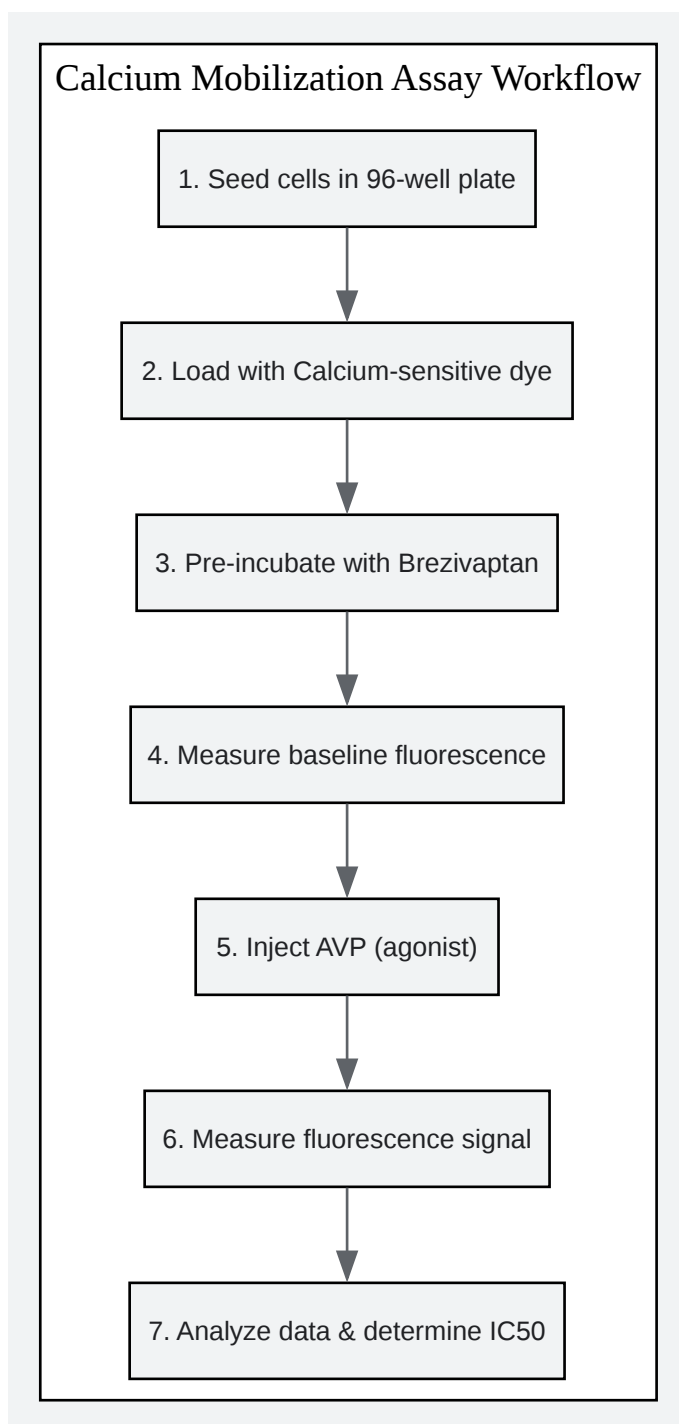 Calcium Mobilization Assay Workflow
1. Seed cells in 96-well plate
2. Load with Calcium-sensitive dye
3. Pre-incubate with Brezivaptan
4. Measure baseline fluorescence
5. Inject AVP (agonist)
6. Measure fluorescence signal
7. Analyze data & determine IC50